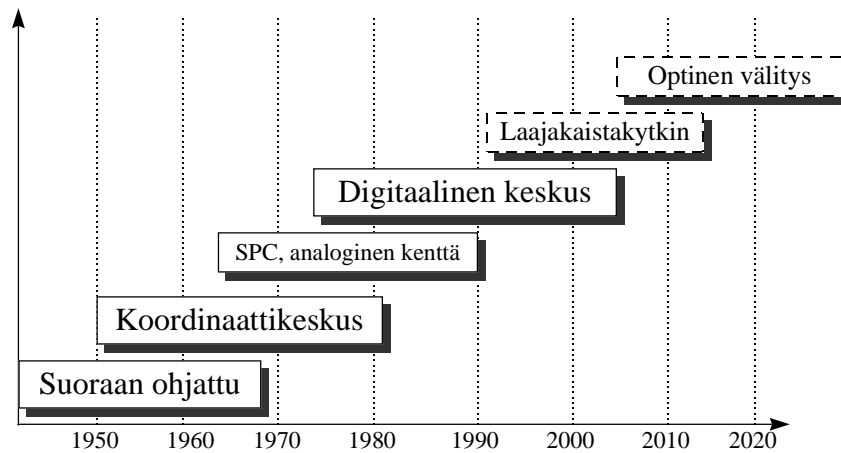 Optinen välitys
Laajakaistakytkin
Digitaalinen keskus
SPC, analoginen kenttä
Koordinaattikeskus
Suoraan ohjattu
1950 1960 1970 1980 1990 2000 2010 2020